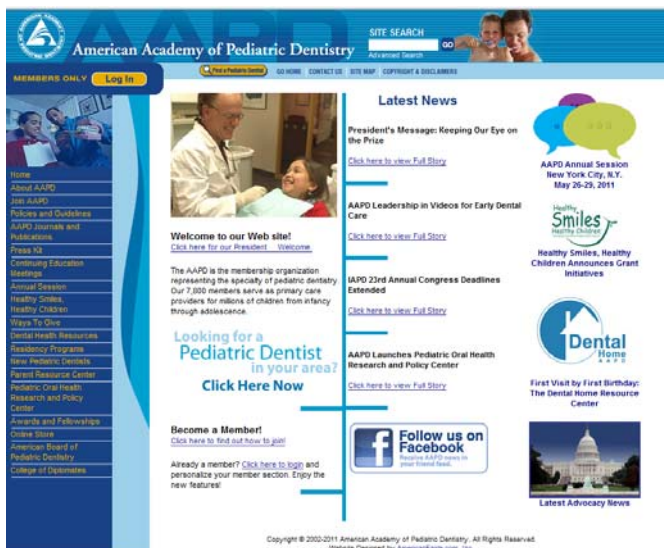 AAPD
American Academy of Pediatric Dentistry
SITE SEARCH
GO
Advanced Search
MEMBERS ONLY
Log In
Find a Pediatric Dentist
GO HOME
CONTACT US
SITE MAP
COPYRIGHT & DISCLAIMERS
Home
About AAPD
Join AAPD
Policies and Guidelines
AAPD Journals and
Publications
Press Kit
Continuing Education
Meetings
Annual Session
Healthy Smiles,
Healthy Children
Ways To Give
Dental Health Resources
Residency Programs
New Pediatric Dentists
Parent Resource Center
Pediatric Oral Health
Research and Policy
Center
Awards and Fellowships
Online Store
American Board of
Pediatric Dentistry
College of Diplomates
Welcome to our Web site!
Click here for our President Welcome.
The AAPD is the membership organization
representing the specialty of pediatric dentistry.
Our 7,800 members serve as primary care
providers for millions of children from infancy
through adolescence.
Looking for a
Pediatric Dentist
in your area?
Click Here Now
Become a Member!
Click here to find out how to join!
Already a member? Click here to login and
personalize your member section. Enjoy the
new features!
Latest News
President's Message: Keeping Our Eye on
the Prize
Click here to view Full Story
AAPD Leadership in Videos for Early Dental
Care
Click here to view Full Story
IAPD 23rd Annual Congress Deadlines
Extended
Click here to view Full Story
AAPD Launches Pediatric Oral Health
Research and Policy Center
Click here to view Full Story
Follow us on
Facebook
Receive AAPD news in
your friend feed.
AAPD Annual Session
New York City, N.Y.
May 26-29, 2011
Healthy
Smiles
Healthy Children
Healthy Smiles, Healthy
Children Announces Grant
Initiatives
Dental
Home
AAPD
First Visit by First Birthday:
The Dental Home Resource
Center
Latest Advocacy News
Copyright © 2002-2011 American Academy of Pediatric Dentistry, All Rights Reserved.
Website Designed by